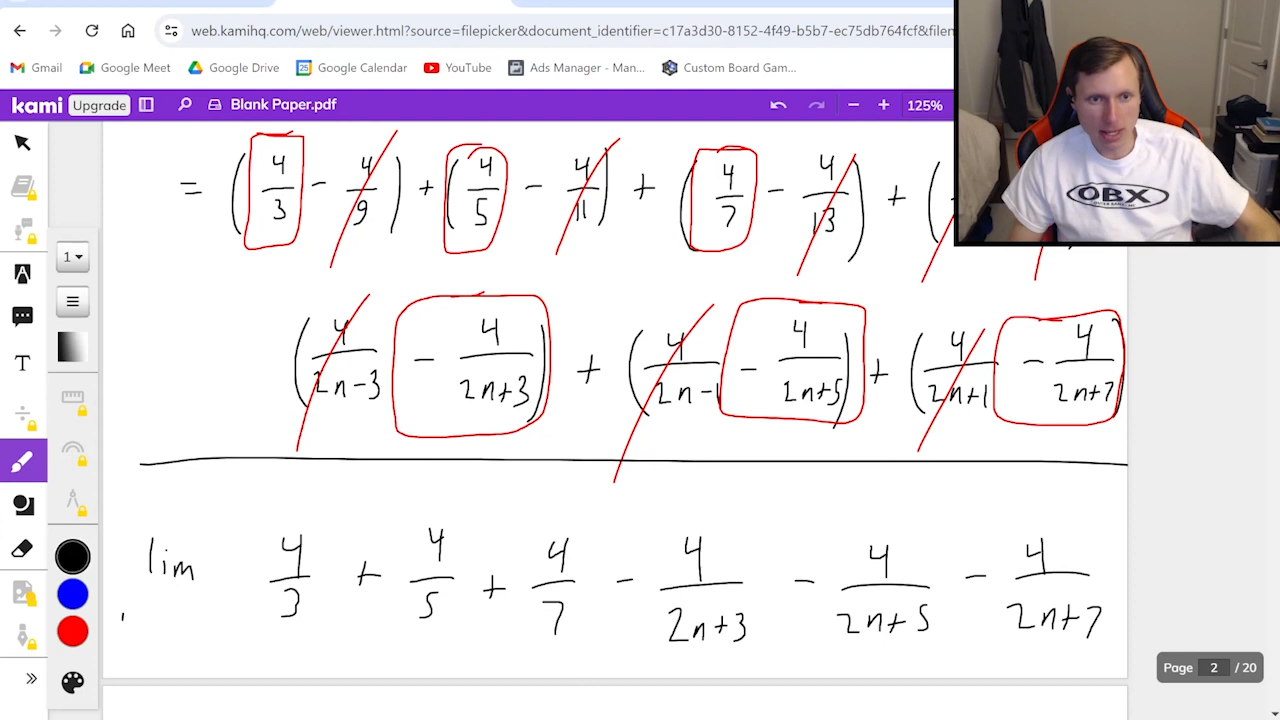 web.kamihq.com/web/viewer.html?source=filepicker&document_identifier=c17a3d30-8152-4f49-b5b7-ec75db764fcf&filen
Gmail Google Meet Google Drive 25 Google Calendar YouTube Ads Manager - Man... Custom Board Gam...
kami Upgrade Blank Paper.pdf 125%
= (4/3 - 4/9) + (4/5 - 4/11) + (4/7 - 4/13) + (
(4/2n-3 - 4/2n+3) + (4/2n-1 - 4/2n+5) + (4/2n+1 - 4/2n+7)
lim 4/3 + 4/5 + 4/7 - 4/2n+3 - 4/2n+5 - 4/2n+7
OBX
1
T
Page 2 / 20